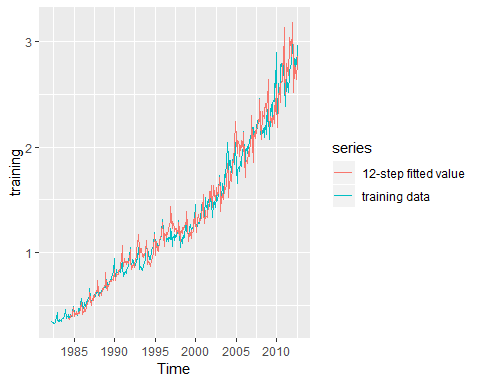 3
2
1
training
1985
1990
1995
2000
2005
2010
Time
series
12-step fitted value
training data